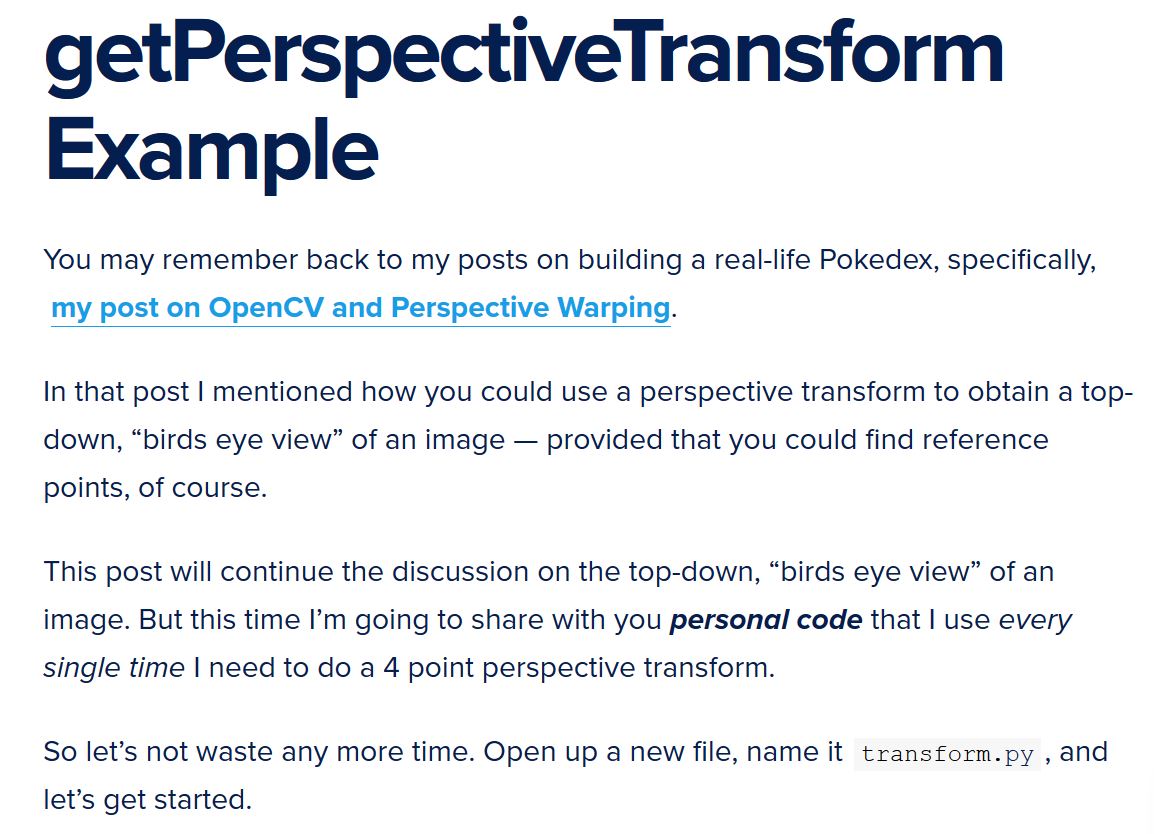 getPerspectiveTransform
Example
You may remember back to my posts on building a real-life Pokedex, specifically,
my post on OpenCV and Perspective Warping.
In that post I mentioned how you could use a perspective transform to obtain a top-
down, “birds eye view” of an image — provided that you could find reference
points, of course.
This post will continue the discussion on the top-down, “birds eye view” of an
image. But this time I’m going to share with you personal code that I use every
single time I need to do a 4 point perspective transform.
So let’s not waste any more time. Open up a new file, name it transform.py , and
let’s get started.